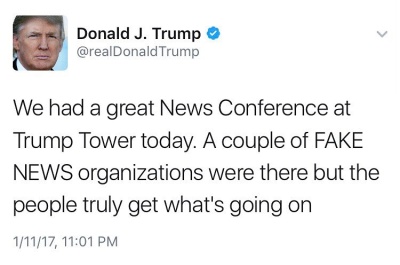 Donald J. Trump
@realDonaldTrump
We had a great News Conference at
Trump Tower today. A couple of FAKE
NEWS organizations were there but the
people truly get what's going on
1/11/17, 11:01 PM